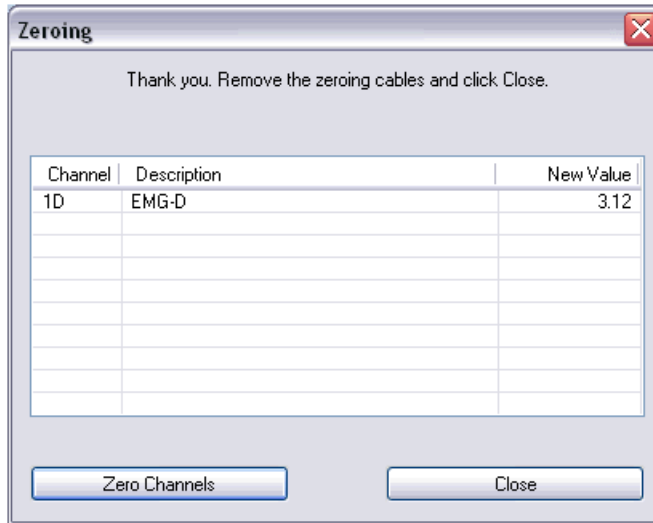 Zeroing
Thank you. Remove the zeroing cables and click Close.
Channel Description New Value
1D EMG-D 3.12
Zero Channels Close